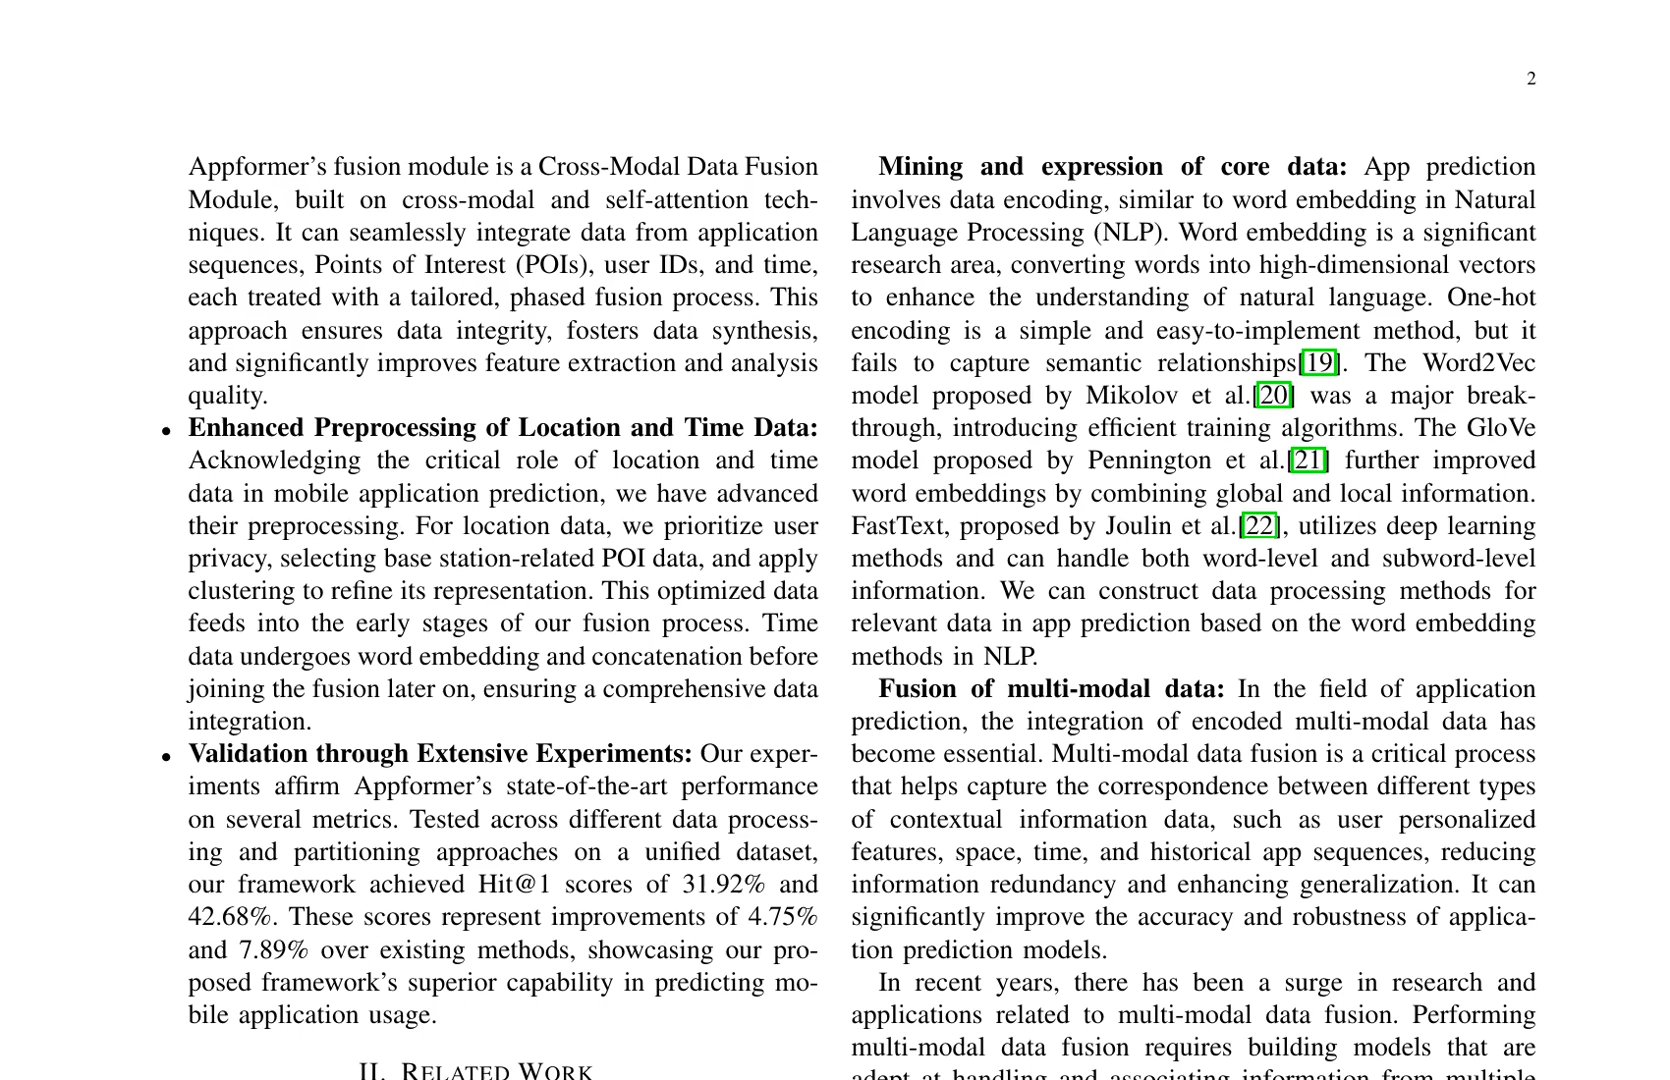 2
Appformer's fusion module is a Cross-Modal Data Fusion
Module, built on cross-modal and self-attention tech-
niques. It can seamlessly integrate data from application
sequences, Points of Interest (POIs), user IDs, and time,
each treated with a tailored, phased fusion process. This
approach ensures data integrity, fosters data synthesis,
and significantly improves feature extraction and analysis
quality.
• Enhanced Preprocessing of Location and Time Data:
Acknowledging the critical role of location and time
data in mobile application prediction, we have advanced
their preprocessing. For location data, we prioritize user
privacy, selecting base station-related POI data, and apply
clustering to refine its representation. This optimized data
feeds into the early stages of our fusion process. Time
data undergoes word embedding and concatenation before
joining the fusion later on, ensuring a comprehensive data
integration.
• Validation through Extensive Experiments: Our exper-
iments affirm Appformer's state-of-the-art performance
on several metrics. Tested across different data process-
ing and partitioning approaches on a unified dataset,
our framework achieved Hit@1 scores of 31.92% and
42.68%. These scores represent improvements of 4.75%
and 7.89% over existing methods, showcasing our pro-
posed framework's superior capability in predicting mo-
bile application usage.
II. RELATED WORK
Mining and expression of core data: App prediction
involves data encoding, similar to word embedding in Natural
Language Processing (NLP). Word embedding is a significant
research area, converting words into high-dimensional vectors
to enhance the understanding of natural language. One-hot
encoding is a simple and easy-to-implement method, but it
fails to capture semantic relationships[19]. The Word2Vec
model proposed by Mikolov et al.[20] was a major break-
through, introducing efficient training algorithms. The GloVe
model proposed by Pennington et al.[21] further improved
word embeddings by combining global and local information.
FastText, proposed by Joulin et al.[22], utilizes deep learning
methods and can handle both word-level and subword-level
information. We can construct data processing methods for
relevant data in app prediction based on the word embedding
methods in NLP.
Fusion of multi-modal data: In the field of application
prediction, the integration of encoded multi-modal data has
become essential. Multi-modal data fusion is a critical process
that helps capture the correspondence between different types
of contextual information data, such as user personalized
features, space, time, and historical app sequences, reducing
information redundancy and enhancing generalization. It can
significantly improve the accuracy and robustness of applica-
tion prediction models.
In recent years, there has been a surge in research and
applications related to multi-modal data fusion. Performing
multi-modal data fusion requires building models that are
adept at handling and associating information from multiple